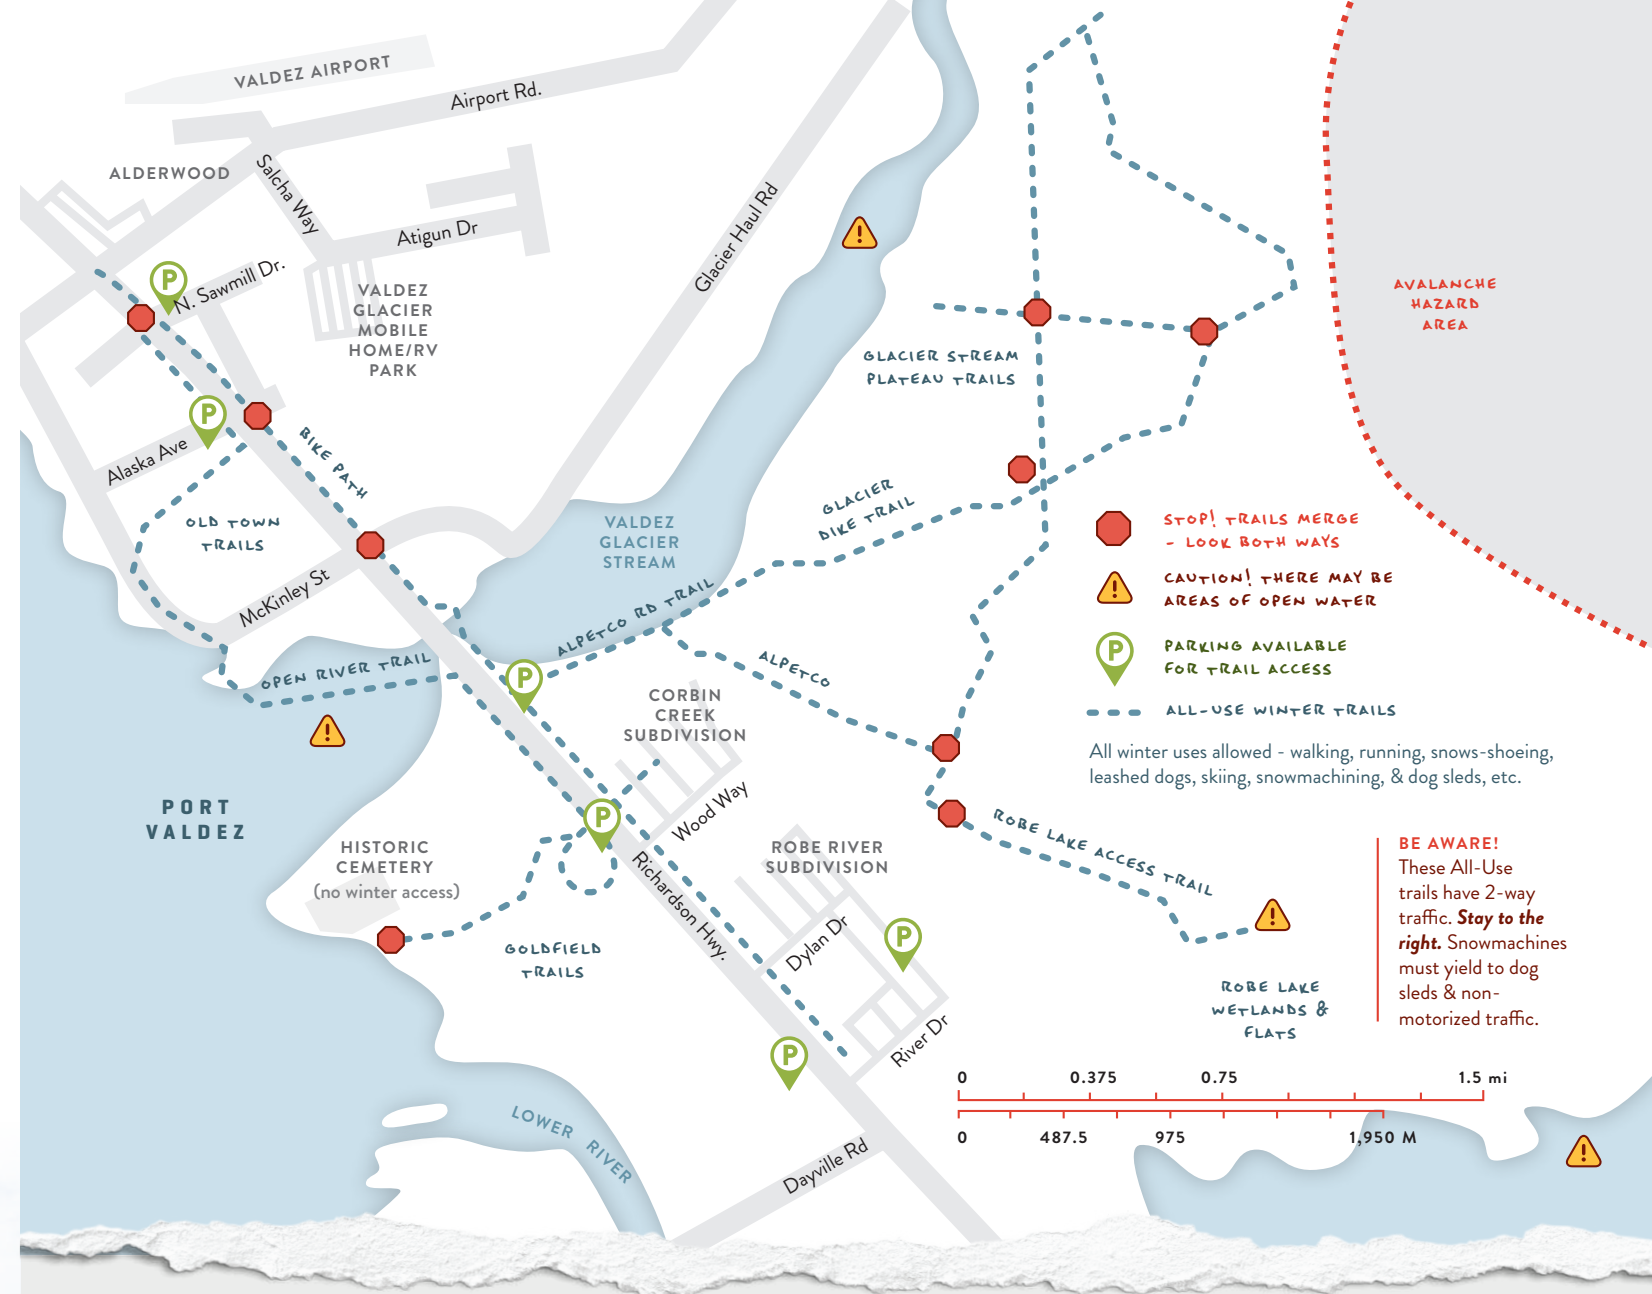 VALDEZ AIRPORT
Airport Rd.
ALDERWOOD
Salcha Way
Atigun Dr
Glacier Haul Rd
P
N. Sawmill Dr.
VALDEZ
GLACIER
MOBILE
HOME/RV
PARK
AVALANCHE
HAZARD
AREA
GLACIER STREAM
PLATEAU TRAILS
P
Alaska Ave
BIKE PATH
OLD TOWN
TRAILS
VALDEZ
GLACIER
STREAM
GLACIER
DIKE TRAIL
McKinley St
ALPETCO RD TRAIL
OPEN RIVER TRAIL
P
ALPETCO
CORBIN
CREEK
SUBDIVISION
STOP! TRAILS MERGE
- LOOK BOTH WAYS
CAUTION! THERE MAY BE
AREAS OF OPEN WATER
P
PARKING AVAILABLE
FOR TRAIL ACCESS
ALL-USE WINTER TRAILS
All winter uses allowed - walking, running, snows-shoeing,
leashed dogs, skiing, snowmachining, & dog sleds, etc.
PORT
VALDEZ
P
Wood Way
HISTORIC
CEMETERY
(no winter access)
Richardson Hwy.
ROBE RIVER
SUBDIVISION
ROBE LAKE ACCESS TRAIL
GOLDFIELD
TRAILS
Dylan Dr
P
River Dr
P
ROBE LAKE
WETLANDS &
FLATS
BE AWARE!
These All-Use
trails have 2-way
traffic. Stay to the
right. Snowmachines
must yield to dog
sleds & non-
motorized traffic.
0 0.375 0.75 1.5 mi
0 487.5 975 1,950 M
LOWER RIVER
Dayville Rd